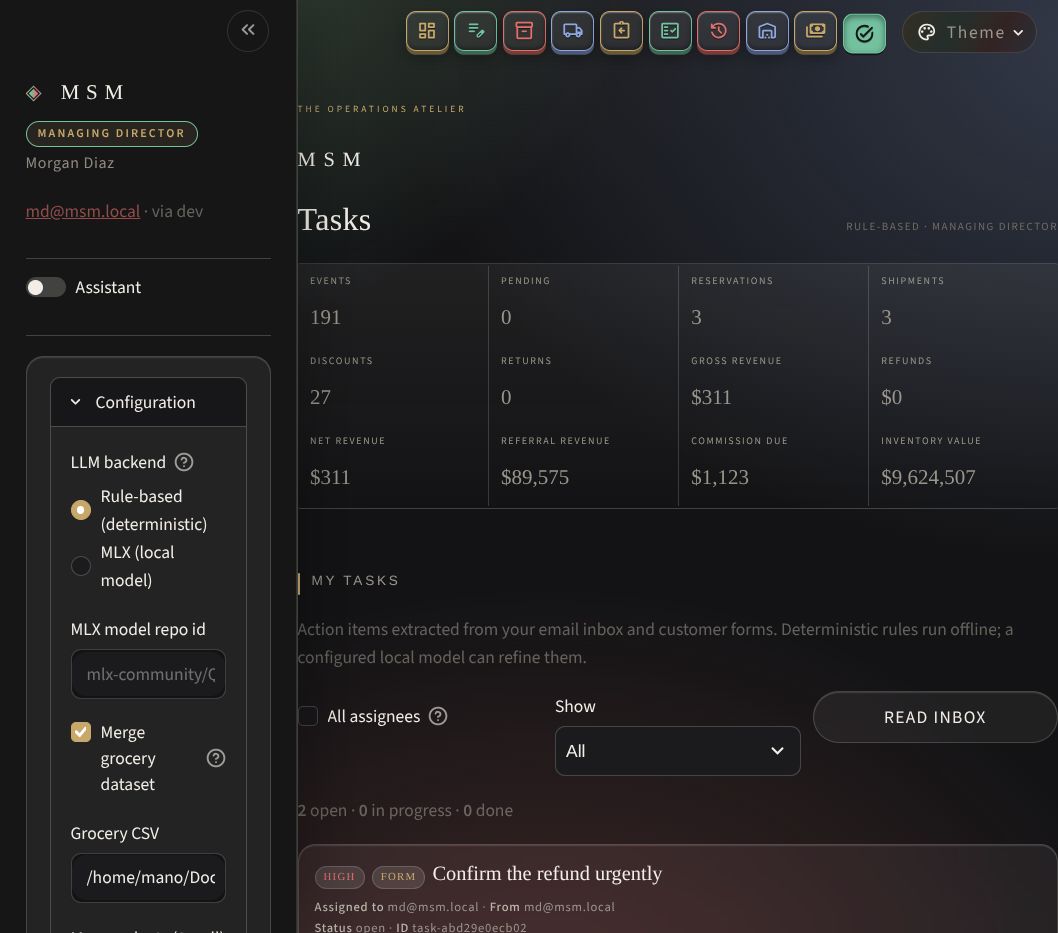 Theme
MSM
MANAGING DIRECTOR
Morgan Diaz
md@msm.local · via dev
Assistant
Configuration
LLM backend
Rule-based
(deterministic)
MLX (local
model)
MLX model repo id
Merge
grocery
dataset
Grocery CSV
THE OPERATIONS ATELIER
MSM
Tasks
RULE-BASED · MANAGING DIRECTOR
EVENTS
191
PENDING
0
RESERVATIONS
3
SHIPMENTS
3
DISCOUNTS
27
RETURNS
0
GROSS REVENUE
$311
REFUNDS
$0
NET REVENUE
$311
REFERRAL REVENUE
$89,575
COMMISSION DUE
$1,123
INVENTORY VALUE
$9,624,507
MY TASKS
Action items extracted from your email inbox and customer forms. Deterministic rules run offline; a
configured local model can refine them.
All assignees
Show
All
READ INBOX
2 open · 0 in progress · 0 done
HIGH FORM Confirm the refund urgently
Assigned to md@msm.local · From md@msm.local
Status open · ID task-abd29e0ecb02